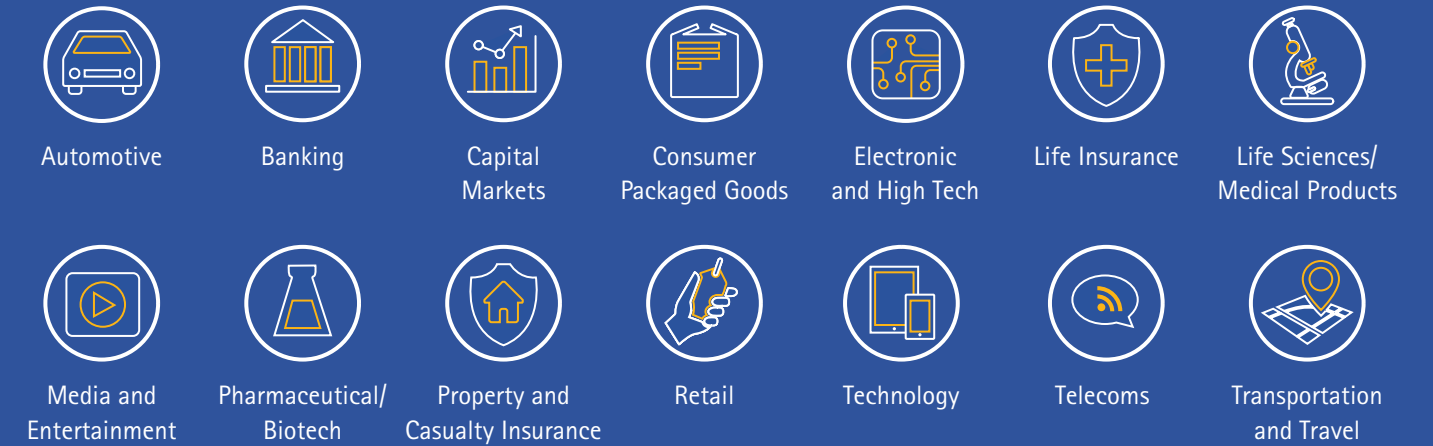 Automotive
Banking
Capital
Markets
Consumer
Packaged Goods
Electronic
and High Tech
Life Insurance
Life Sciences/
Medical Products
Media and
Entertainment
Pharmaceutical/
Biotech
Property and
Casualty Insurance
Retail
Technology
Telecoms
Transportation
and Travel